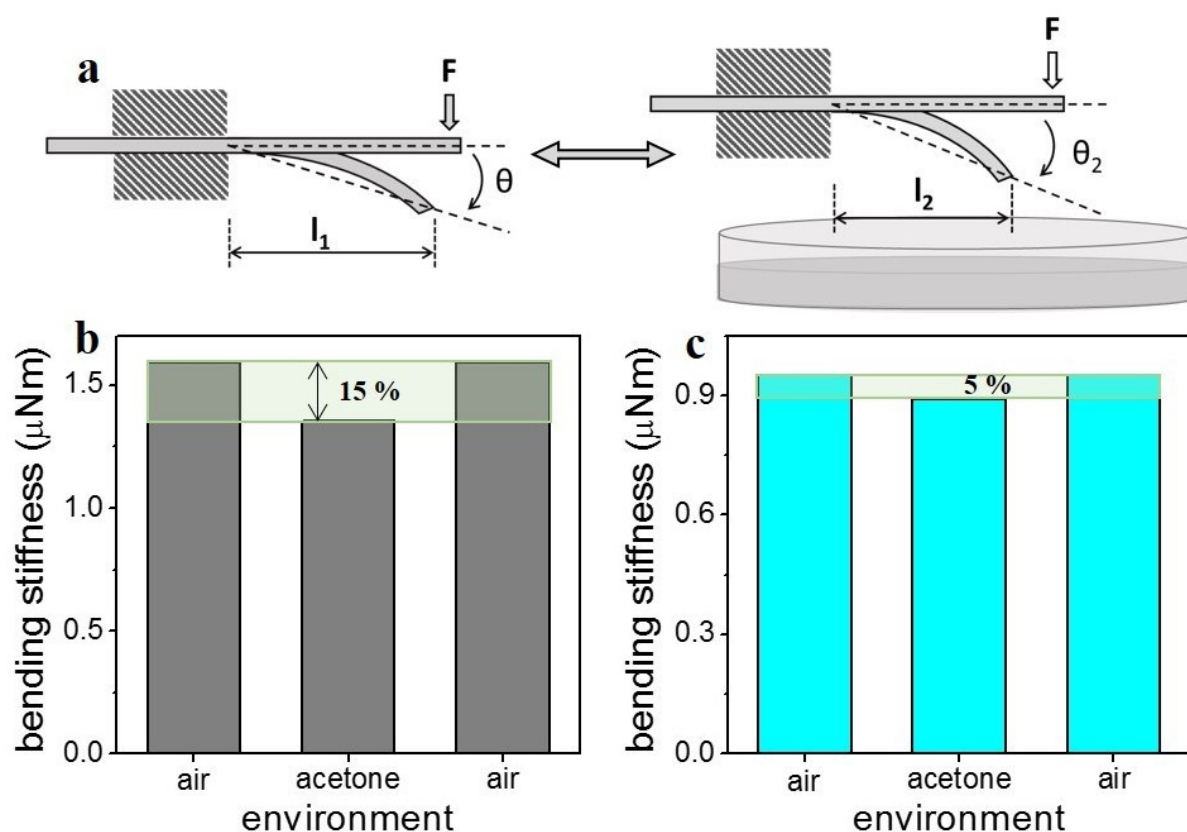 a
F
θ
l₁
F
θ₂
l₂
b
bending stiffness (μNm)
1.5
1.0
0.5
0.0
15 %
air
acetone
air
environment
c
bending stiffness (μNm)
0.9
0.6
0.3
0.0
5 %
air
acetone
air
environment